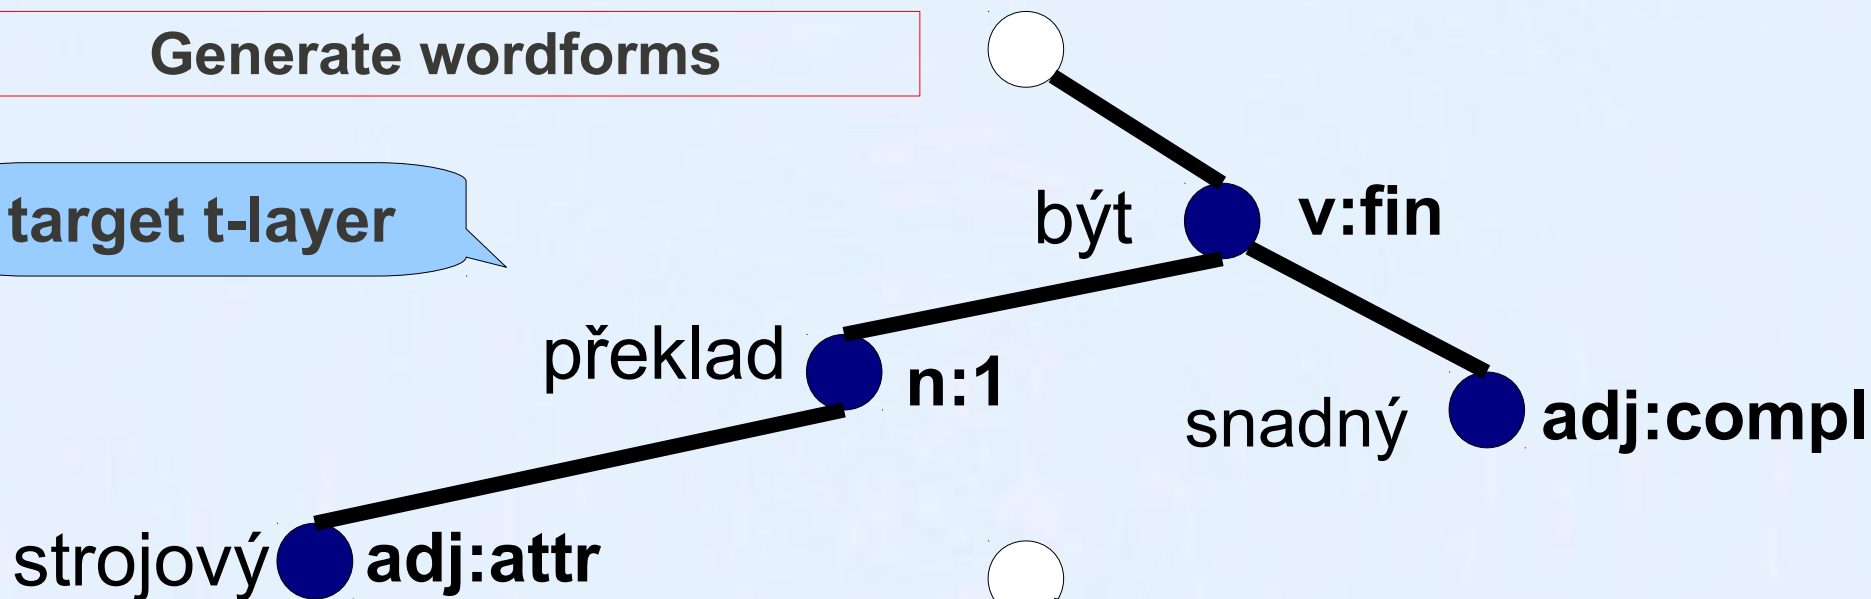 Generate wordforms
target t-layer
být v:fin
překlad n:1
snadný adj:compl
strojový adj:attr